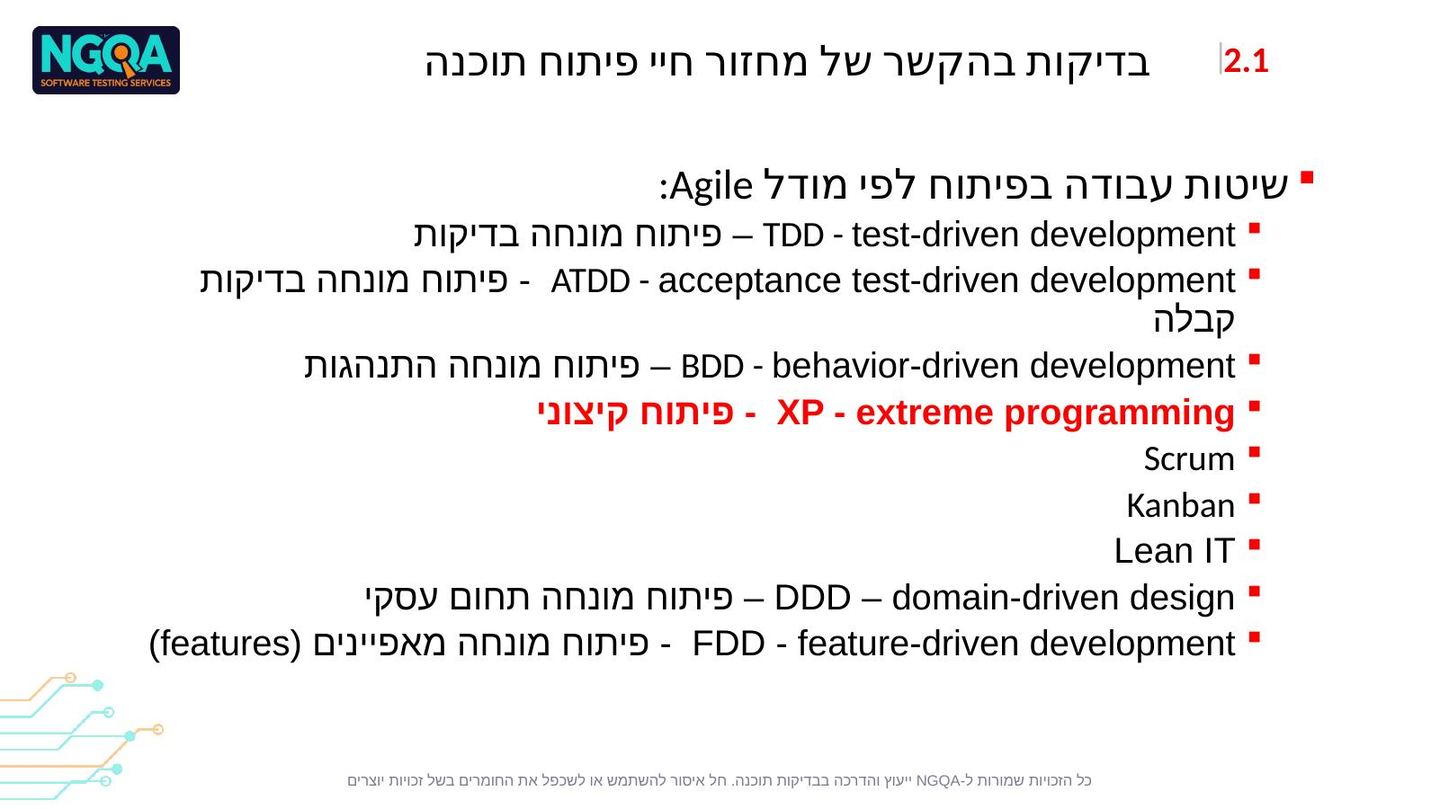 NGQA
SOFTWARE TESTING SERVICES
2.1
בדיקות בהקשר של מחזור חיי פיתוח תוכנה
שיטות עבודה בפיתוח לפי מודל Agile:
TDD - test-driven development – פיתוח מונחה בדיקות
ATDD - acceptance test-driven development - פיתוח מונחה בדיקות
קבלה
BDD - behavior-driven development – פיתוח מונחה התנהגות
XP - extreme programming - פיתוח קיצוני
Scrum
Kanban
Lean IT
DDD – domain-driven design – פיתוח מונחה תחום עסקי
FDD - feature-driven development - פיתוח מונחה מאפיינים (features)
כל הזכויות שמורות ל-NGQA ייעוץ והדרכה בבדיקות תוכנה. חל איסור להשתמש או לשכפל את החומרים בשל זכויות יוצרים